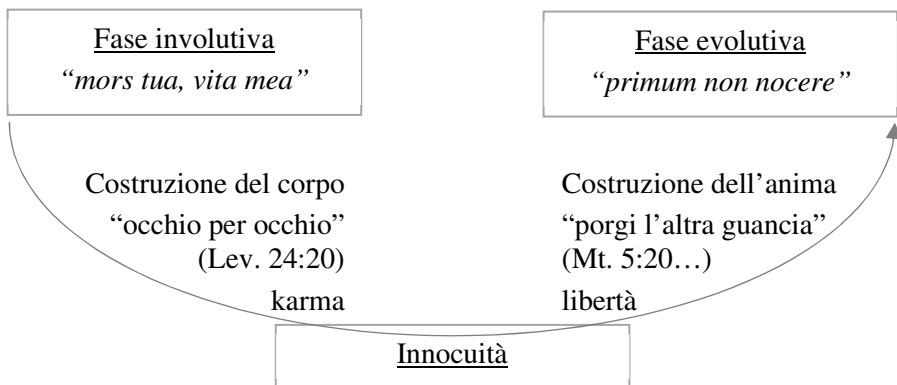 Fase involutiva
“mors tua, vita mea”
Fase evolutiva
“primum non nocere”
Costruzione del corpo
“occhio per occhio”
(Lev. 24:20)
karma
Costruzione dell’anima
“porgi l’altra guancia”
(Mt. 5:20…)
libertà
Innocuità